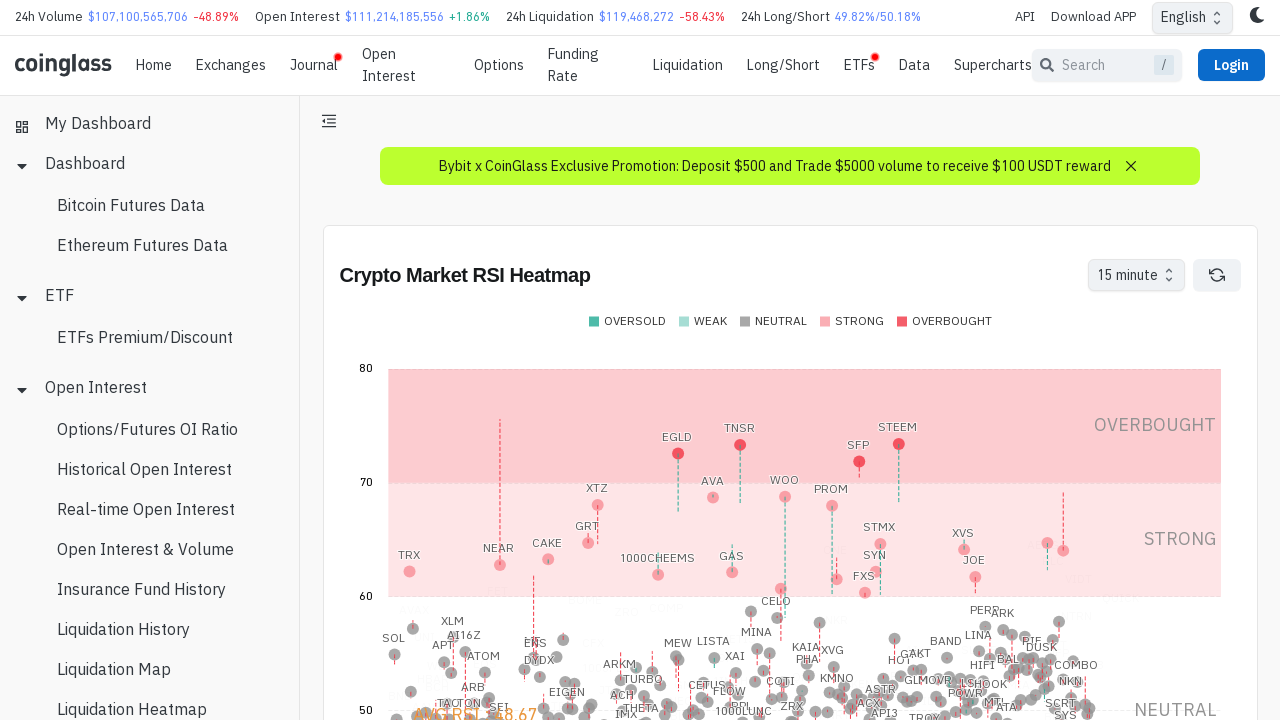 24h Volume $107,100,565,706 -48.89% Open Interest $111,214,185,556 +1.86% 24h Liquidation $119,468,272 -58.43% 24h Long/Short 49.82%/50.18% API Download APP English
coinglass Home Exchanges Journal Open Interest Options Funding Rate Liquidation Long/Short ETFs Data Supercharts Search / Login
My Dashboard
Dashboard
Bitcoin Futures Data
Ethereum Futures Data
ETF
ETFs Premium/Discount
Open Interest
Options/Futures OI Ratio
Historical Open Interest
Real-time Open Interest
Open Interest & Volume
Insurance Fund History
Liquidation History
Liquidation Map
Liquidation Heatmap
Bybit x CoinGlass Exclusive Promotion: Deposit $500 and Trade $5000 volume to receive $100 USDT reward
Crypto Market RSI Heatmap
15 minute
OVERSOLD WEAK NEUTRAL STRONG OVERBOUGHT
80
OVERBOUGHT
EGLD TNSR SFP STEEM
70
XTZ AVA WOO PROM
STRONG
TRX NEAR CAKE GRT 1000CHEEMS GAS STMX SYN FXS XVS JOE
60
CELO PERP ARK
SOL XLM AI16Z APT ATOM DYDX MEW LISTA MINA XAI KAIA XVG PHA HOT AKT BAND LINA HIFI BAL DUSK COMBO
ARB EIGEN ARKM TURBO ACH CETUS FLOW COTI KMNO ASTR GLMR POWR NKN
TON THETA IMX 1000LUNC ZRX ACX API3 TROY ATA SCRT SYS
AVG RSI : 48.67
50
NEUTRAL